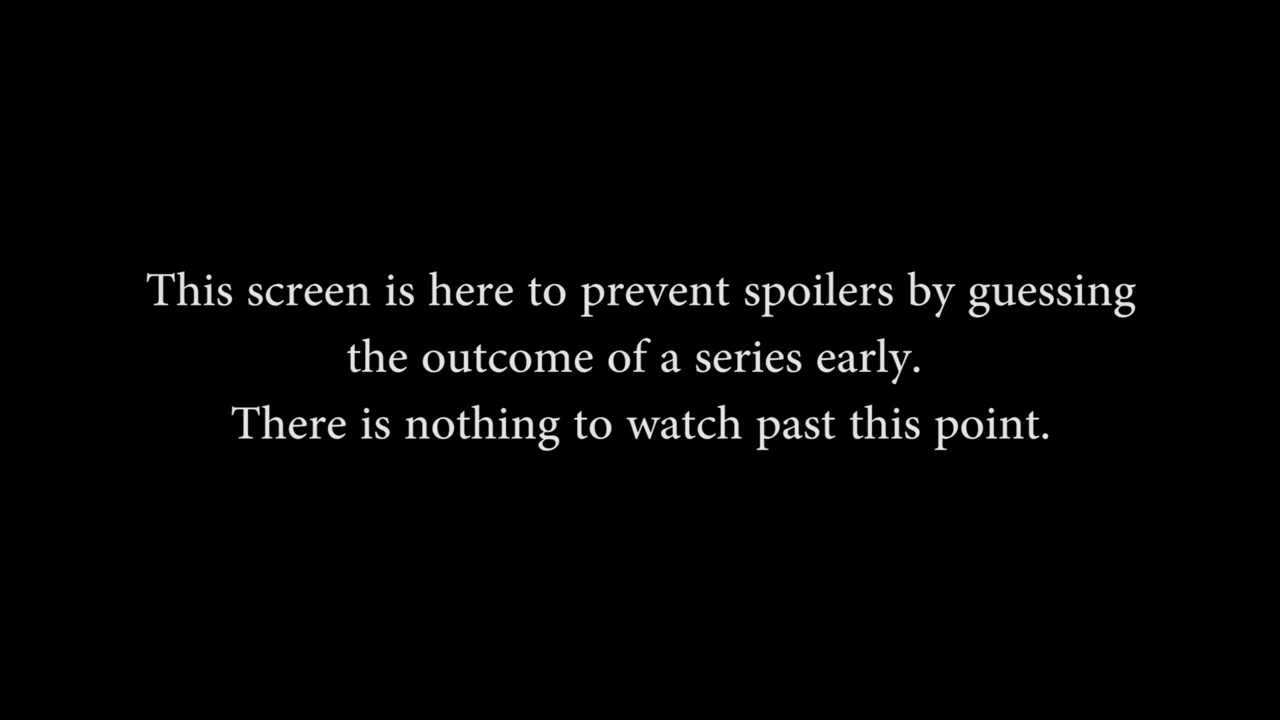 This screen is here to prevent spoilers by guessing
the outcome of a series early.
There is nothing to watch past this point.